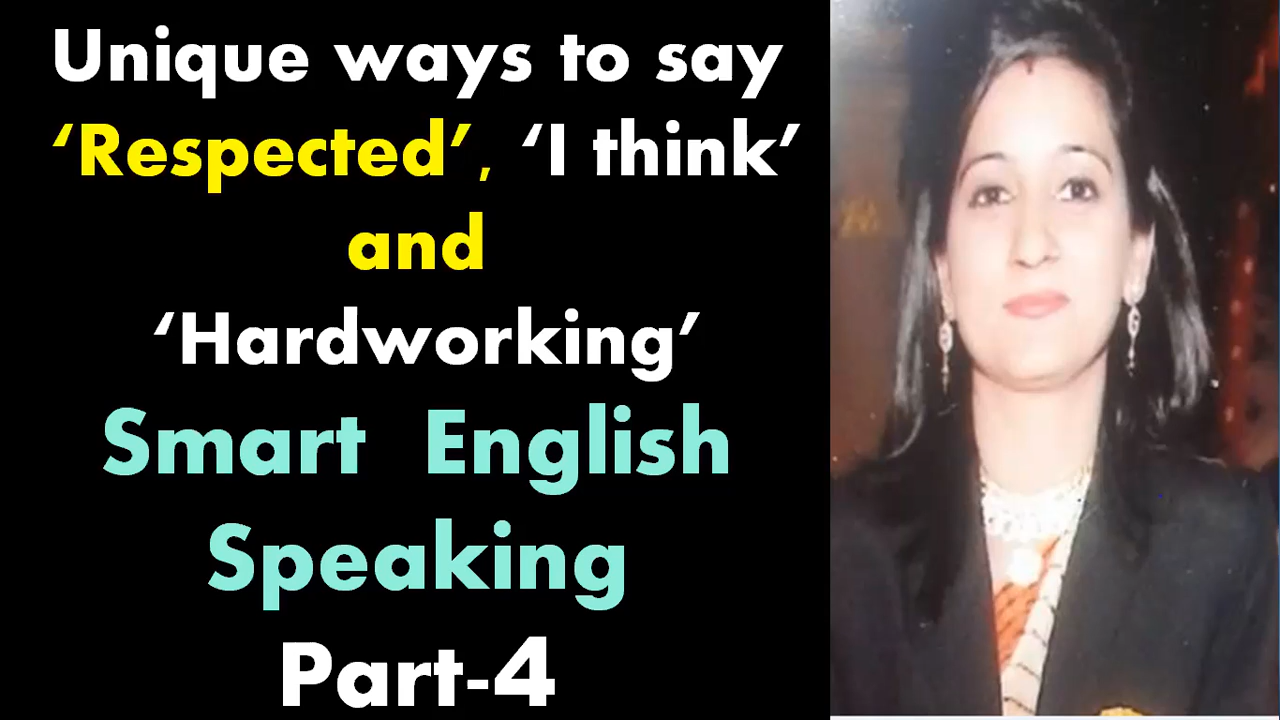 Unique ways to say
‘Respected’, ‘I think’
and
‘Hardworking’
Smart English
Speaking
Part-4